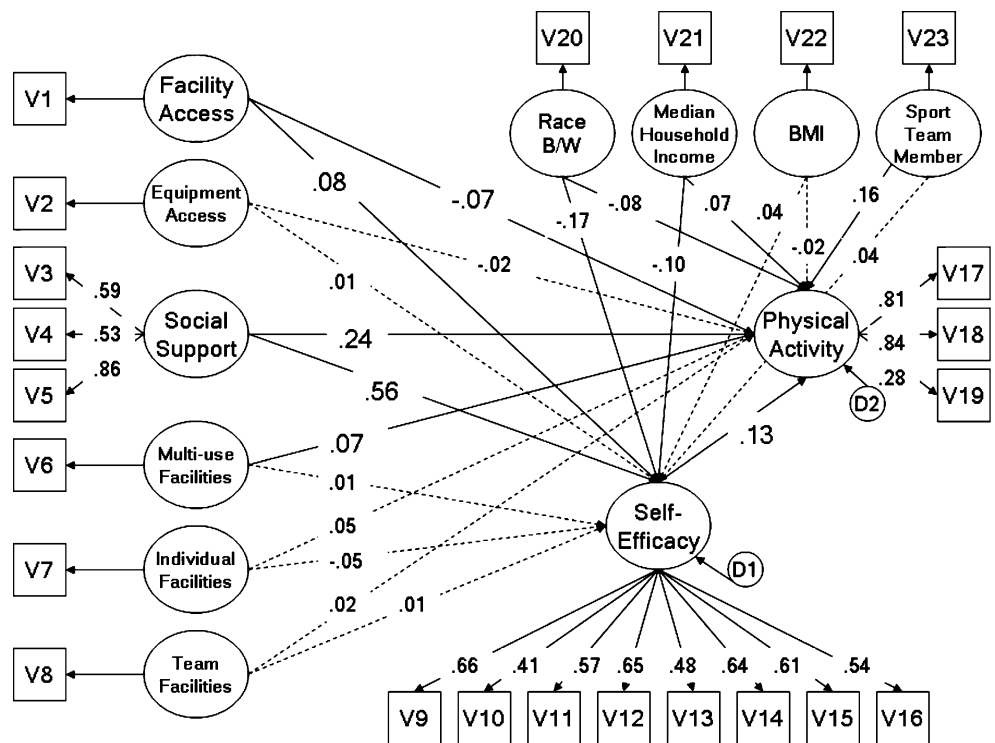 V20
V21
V22
V23
V1
Facility
Access
Race
B/W
Median
Household
Income
BMI
Sport
Team
Member
V2
Equipment
Access
.08
-.07
-.17
-.08
.07
.04
-.02
.16
.04
-.10
V3
.59
V4
.53
V5
.86
Social
Support
.01
-.02
.24
.56
Physical
Activity
.81
V17
.84
V18
.28
V19
D2
V6
Multi-use
Facilities
.07
.01
.13
V7
Individual
Facilities
.05
-.05
Self-
Efficacy
D1
V8
Team
Facilities
.02
.01
.66
.41
.57
.65
.48
.64
.61
.54
V9
V10
V11
V12
V13
V14
V15
V16